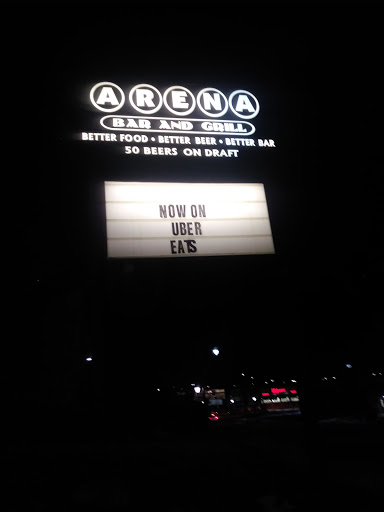 ARENA
BAR AND GRILL
BETTER FOOD • BETTER BEER • BETTER BAR
50 BEERS ON DRAFT
NOW ON
UBER
EATS